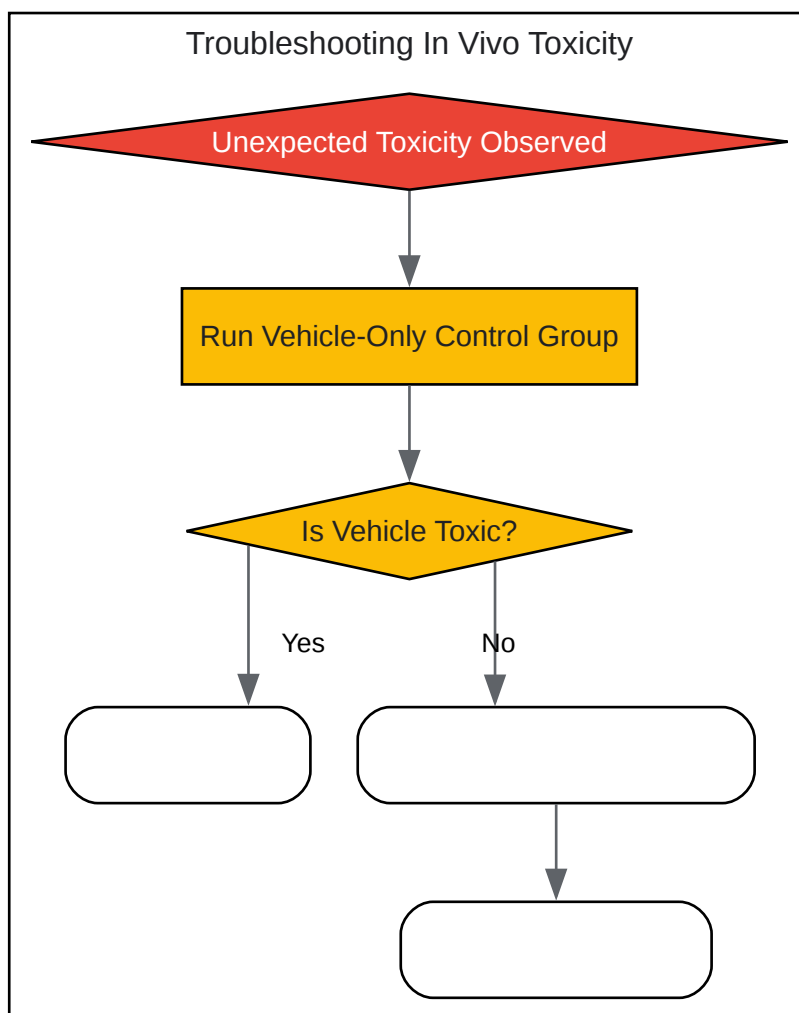 Troubleshooting In Vivo Toxicity
Unexpected Toxicity Observed
Run Vehicle-Only Control Group
Is Vehicle Toxic?
Yes
No